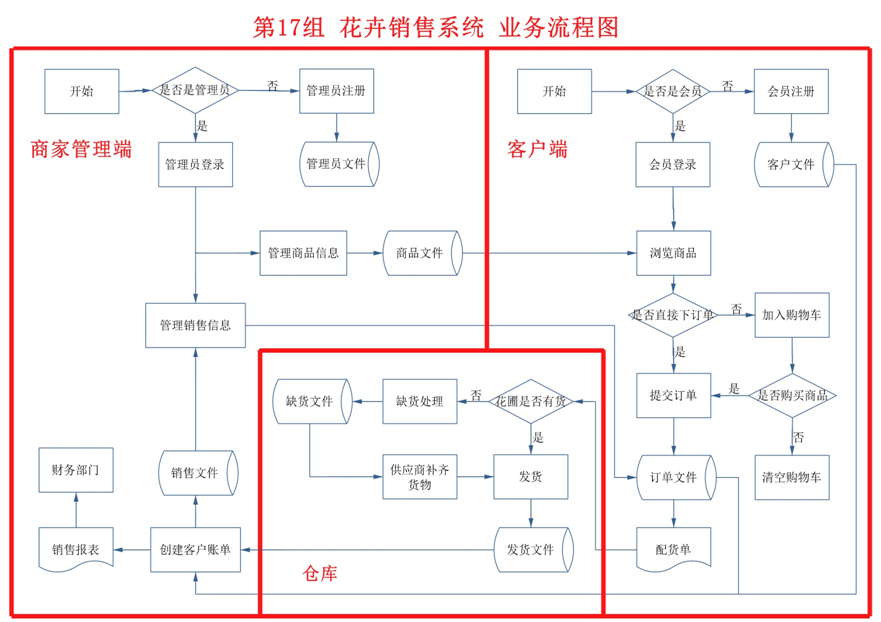 第17组 花卉销售系统 业务流程图
开始
是否是管理员
否
管理员注册
是
商家管理端
管理员登录
管理员文件
管理商品信息
商品文件
管理销售信息
财务部门
销售文件
销售报表
创建客户账单
开始
是否是会员
否
会员注册
是
客户端
会员登录
客户文件
浏览商品
是否直接下订单
否
加入购物车
是
提交订单
是
是否购买商品
否
订单文件
清空购物车
配货单
缺货文件
缺货处理
否
花圃是否有货
是
供应商补齐
货物
发货
发货文件
仓库